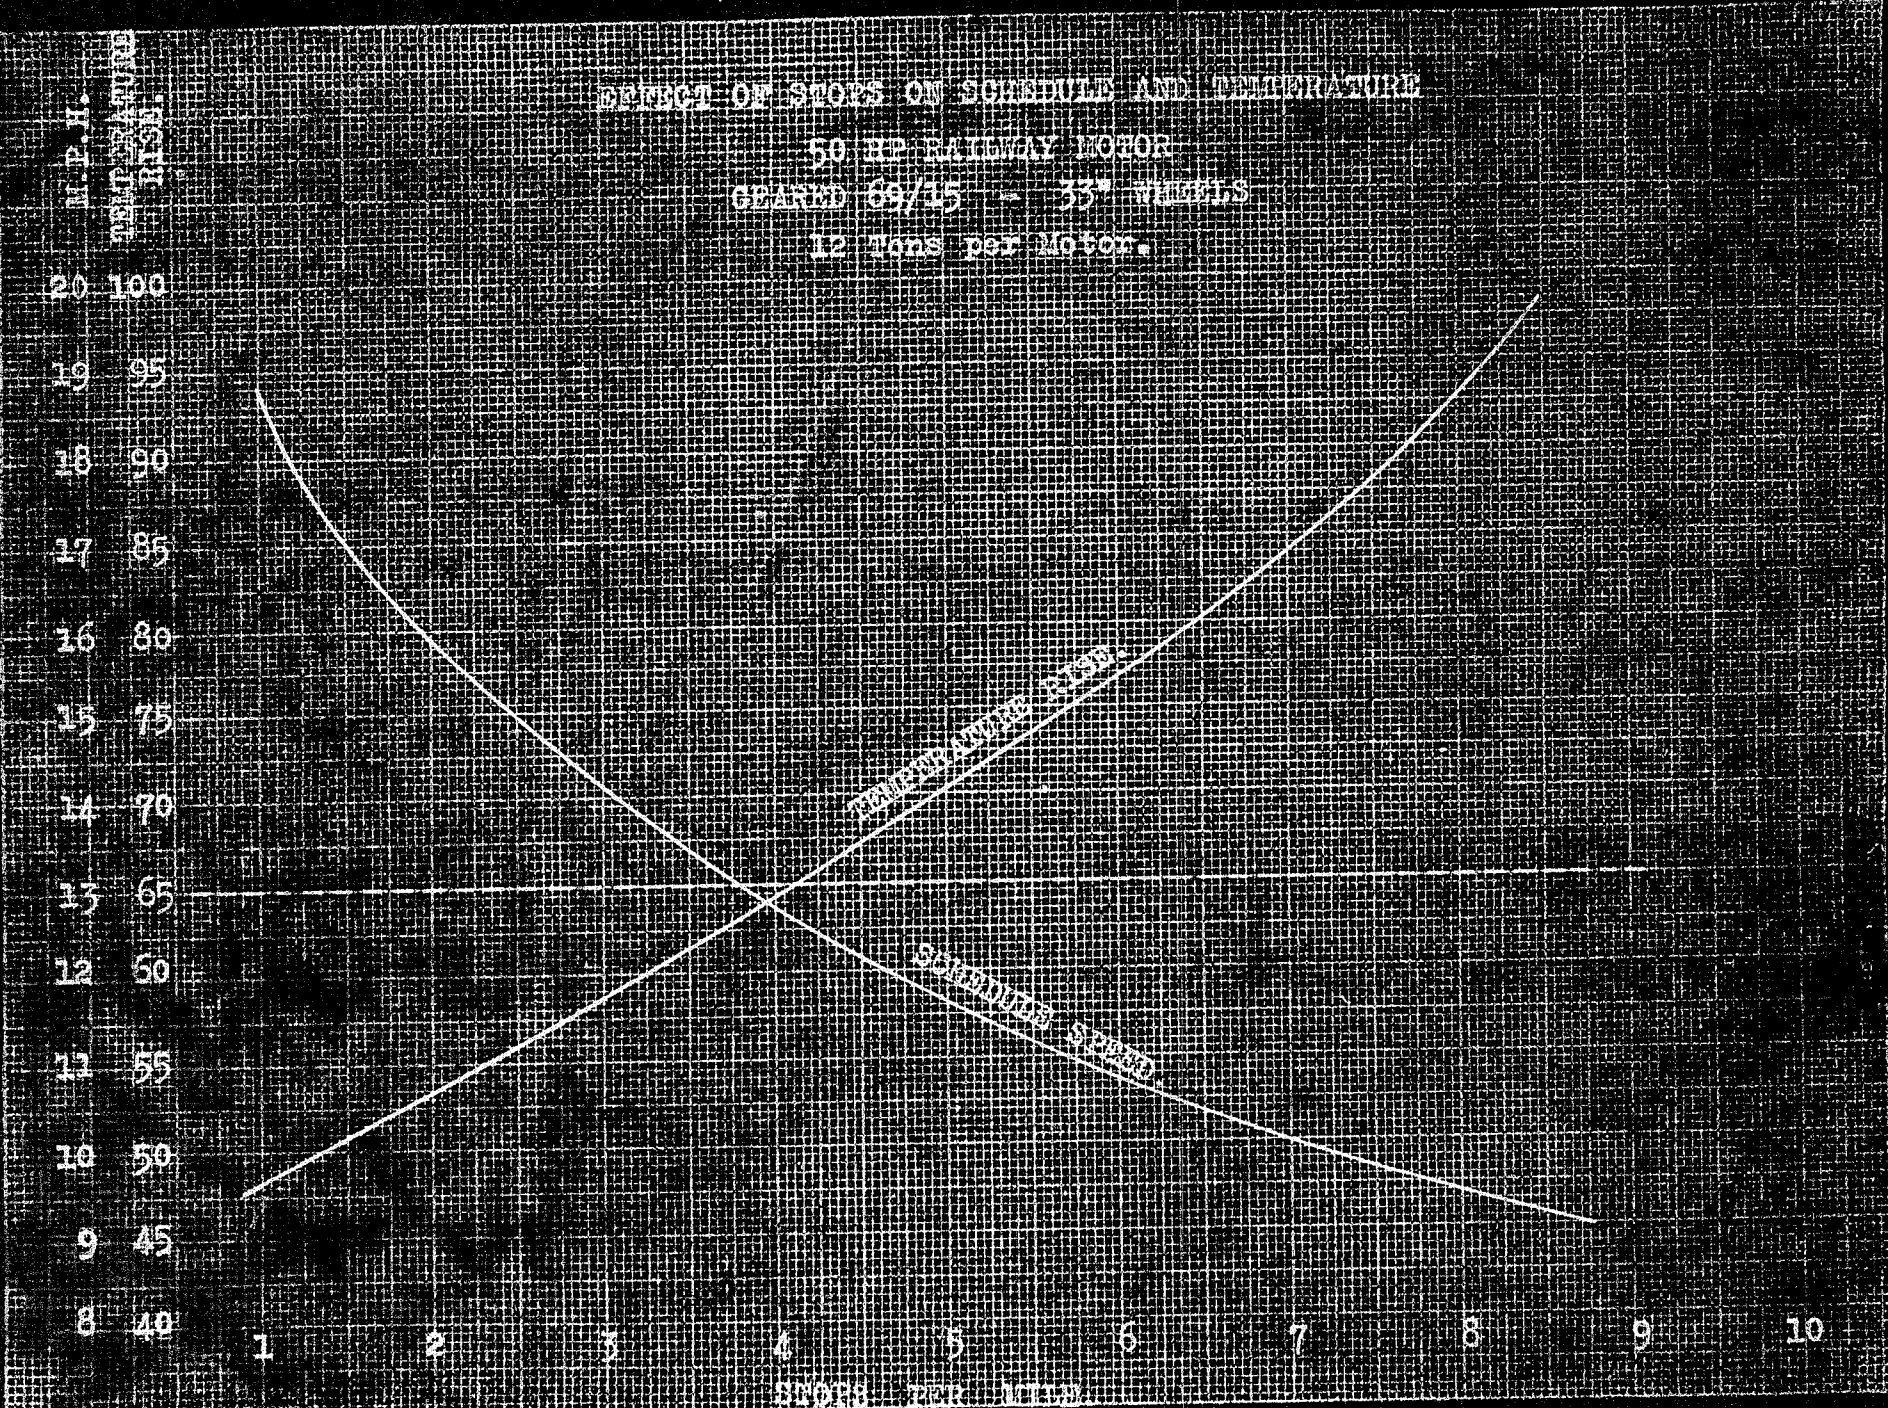 EFFECT OF STOPS ON SCHEDULE AND TEMPERATURE
50 HP RAILWAY MOTOR
GEARED 69/15 - 33" WHEELS
12 Tons per Motor.
M.P.H.
TEMPERATURE
RISE.
20 100
19 95
18 90
17 85
16 80
15 75
14 70
13 65
12 60
11 55
10 50
9 45
8 40
TEMPERATURE RISE.
SCHEDULE SPEED.
1 2 3 4 5 6 7 8 9 10
STOPS PER MILE.